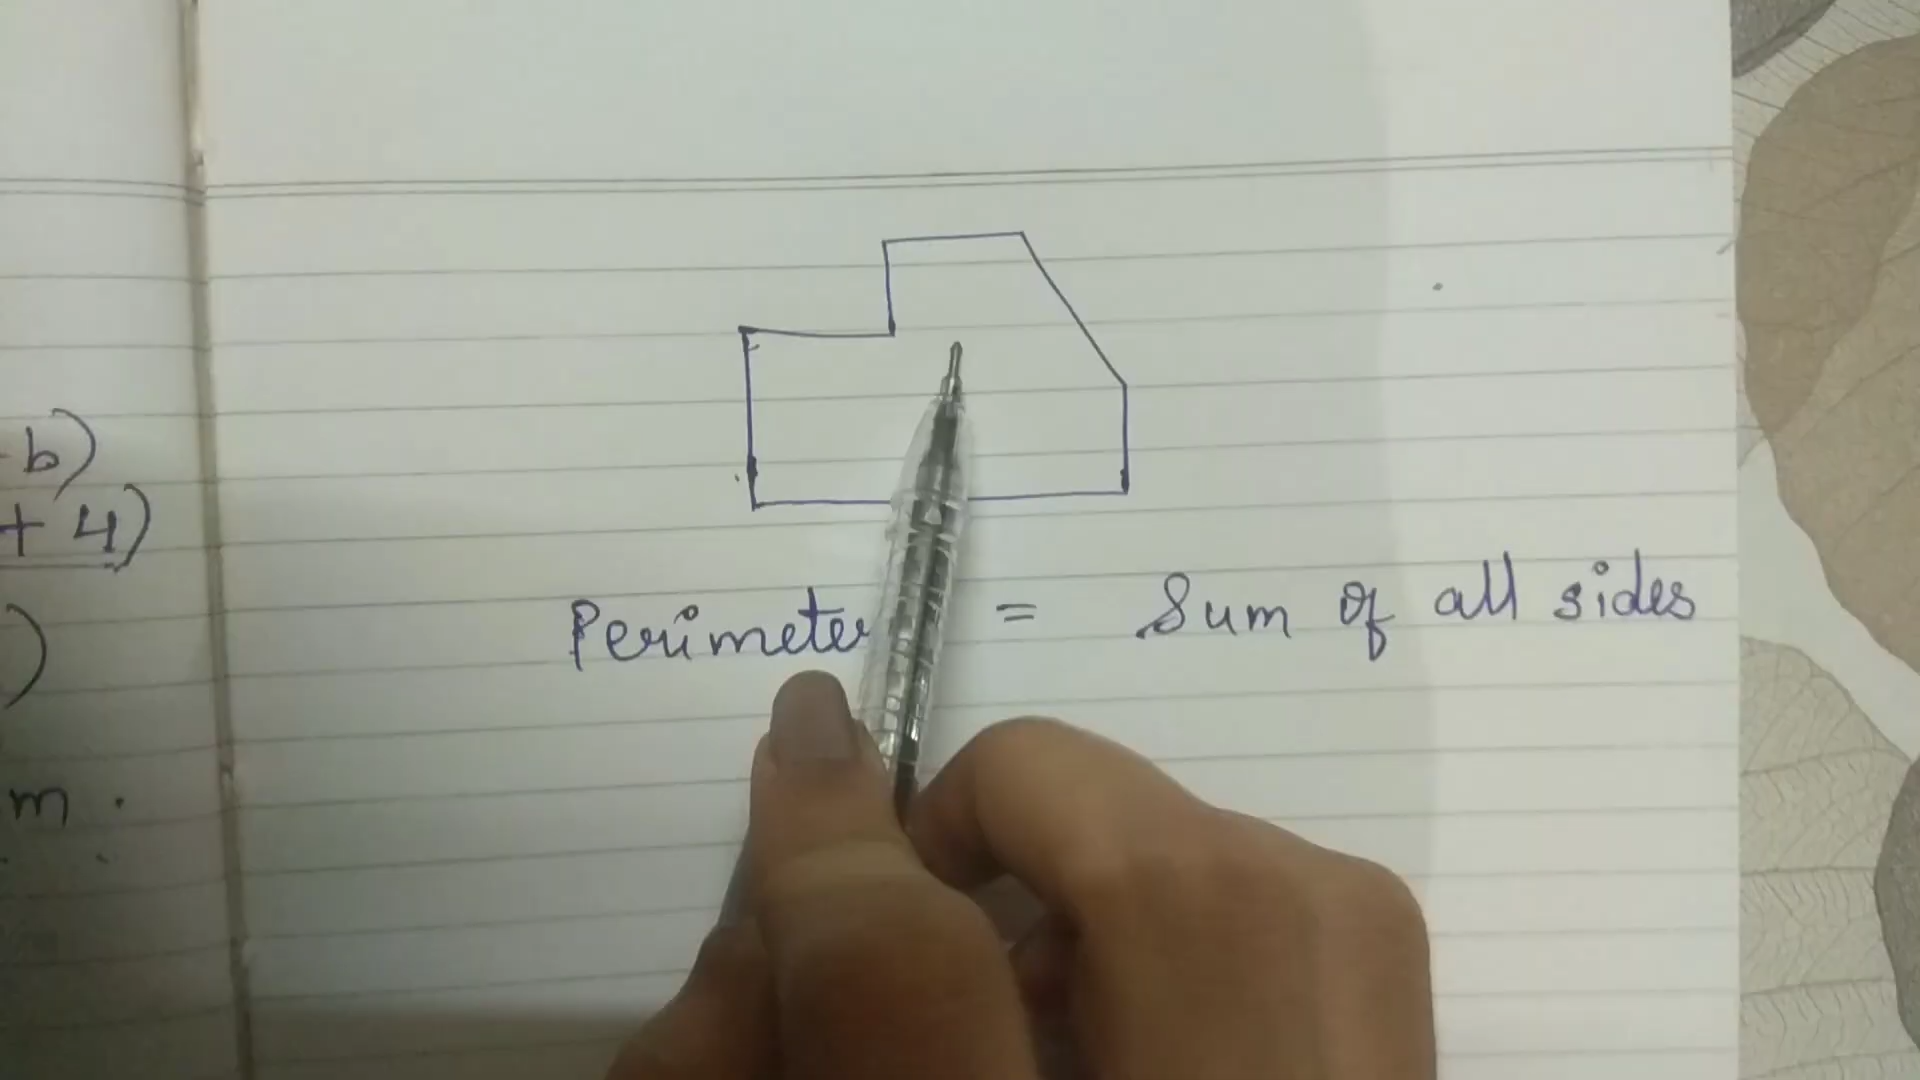 b)
+ 4)
)
m .
Perimeter = Sum of all sides